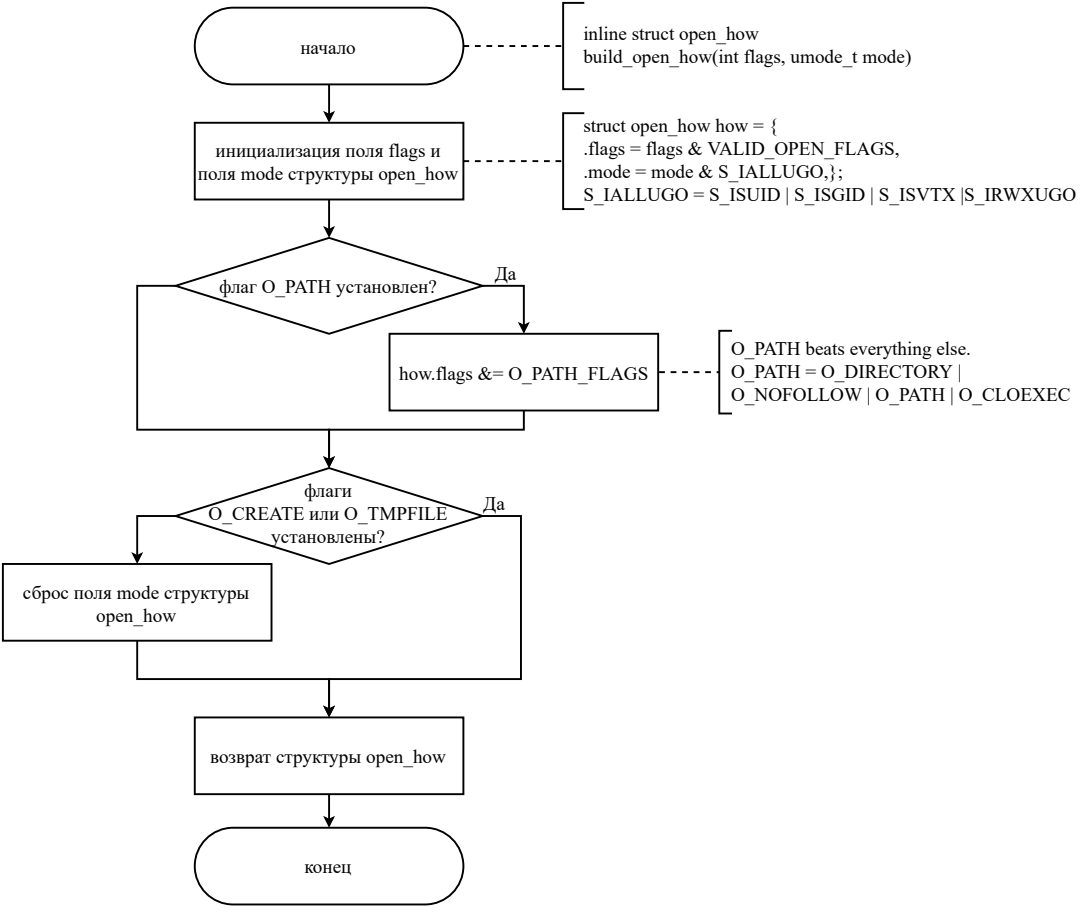 начало
inline struct open_how
build_open_how(int flags, umode_t mode)
инициализация поля flags и
поля mode структуры open_how
struct open_how how = {
.flags = flags & VALID_OPEN_FLAGS,
.mode = mode & S_IALLUGO,};
S_IALLUGO = S_ISUID | S_ISGID | S_ISVTX |S_IRWXUGO
флаг O_PATH установлен?
Да
how.flags &= O_PATH_FLAGS
O_PATH beats everything else.
O_PATH = O_DIRECTORY |
O_NOFOLLOW | O_PATH | O_CLOEXEC
флаги
O_CREATE или O_TMPFILE
установлены?
Да
сброс поля mode структуры
open_how
возврат структуры open_how
конец